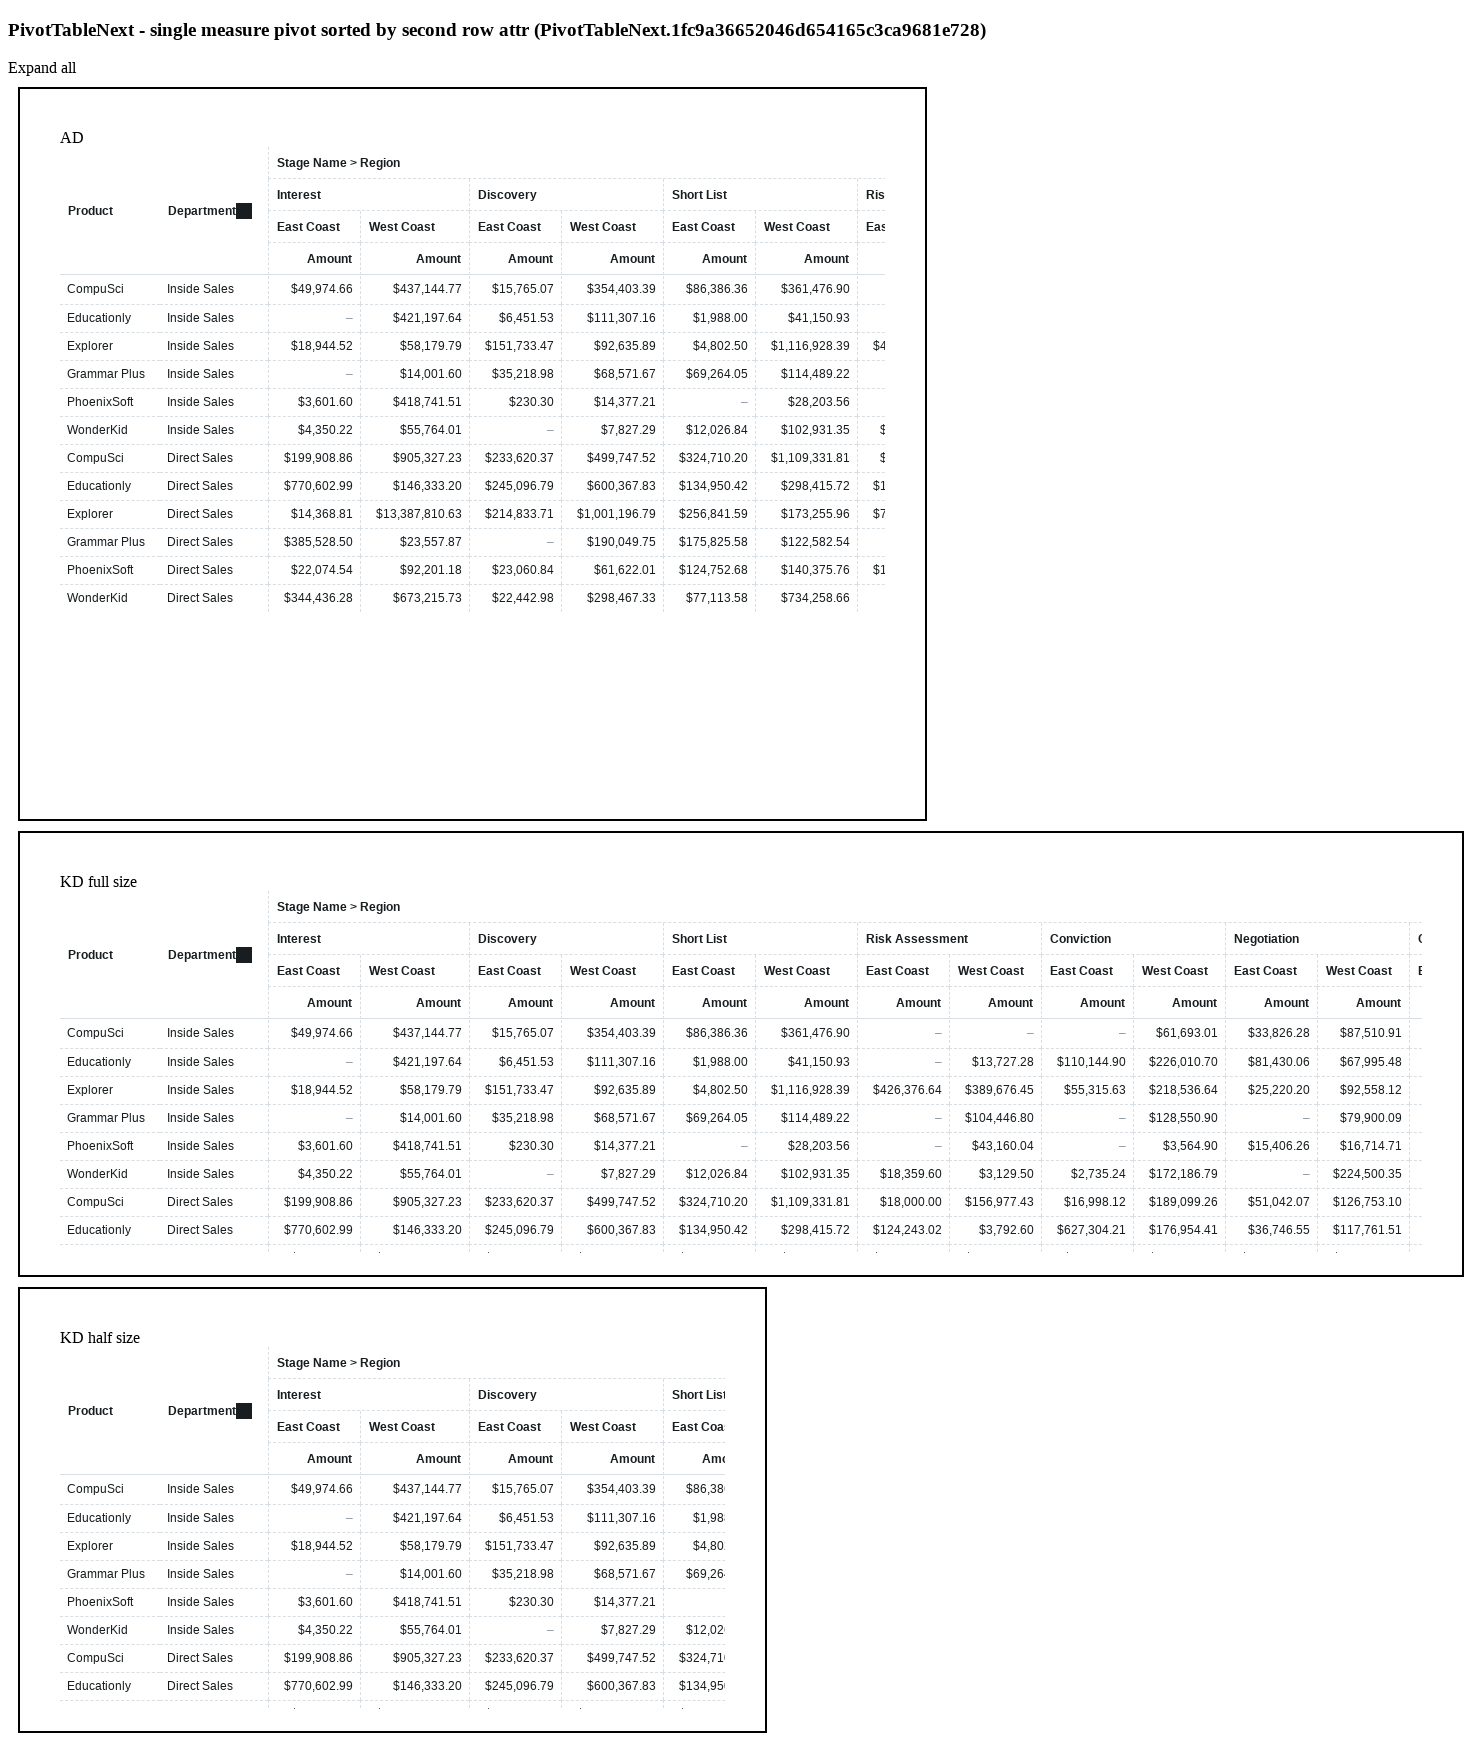 PivotTableNext - single measure pivot sorted by second row attr (PivotTableNext.1fc9a36652046d654165c3ca9681e728)
Expand all
AD
Stage Name > Region
Interest Discovery Short List
Product Department
East Coast West Coast East Coast West Coast East Coast West Coast
Amount Amount Amount Amount Amount Amount
CompuSci Inside Sales $49,974.66 $437,144.77 $15,765.07 $354,403.39 $86,386.36 $361,476.90
Educationly Inside Sales – $421,197.64 $6,451.53 $111,307.16 $1,988.00 $41,150.93
Explorer Inside Sales $18,944.52 $58,179.79 $151,733.47 $92,635.89 $4,802.50 $1,116,928.39
Grammar Plus Inside Sales – $14,001.60 $35,218.98 $68,571.67 $69,264.05 $114,489.22
PhoenixSoft Inside Sales $3,601.60 $418,741.51 $230.30 $14,377.21 – $28,203.56
WonderKid Inside Sales $4,350.22 $55,764.01 – $7,827.29 $12,026.84 $102,931.35
CompuSci Direct Sales $199,908.86 $905,327.23 $233,620.37 $499,747.52 $324,710.20 $1,109,331.81
Educationly Direct Sales $770,602.99 $146,333.20 $245,096.79 $600,367.83 $134,950.42 $298,415.72
Explorer Direct Sales $14,368.81 $13,387,810.63 $214,833.71 $1,001,196.79 $256,841.59 $173,255.96
Grammar Plus Direct Sales $385,528.50 $23,557.87 – $190,049.75 $175,825.58 $122,582.54
PhoenixSoft Direct Sales $22,074.54 $92,201.18 $23,060.84 $61,622.01 $124,752.68 $140,375.76
WonderKid Direct Sales $344,436.28 $673,215.73 $22,442.98 $298,467.33 $77,113.58 $734,258.66
KD full size
Stage Name > Region
Interest Discovery Short List Risk Assessment Conviction Negotiation
Product Department
East Coast West Coast East Coast West Coast East Coast West Coast East Coast West Coast East Coast West Coast East Coast West Coast
Amount Amount Amount Amount Amount Amount Amount Amount Amount Amount Amount Amount
CompuSci Inside Sales $49,974.66 $437,144.77 $15,765.07 $354,403.39 $86,386.36 $361,476.90 – – – $61,693.01 $33,826.28 $87,510.91
Educationly Inside Sales – $421,197.64 $6,451.53 $111,307.16 $1,988.00 $41,150.93 – $13,727.28 $110,144.90 $226,010.70 $81,430.06 $67,995.48
Explorer Inside Sales $18,944.52 $58,179.79 $151,733.47 $92,635.89 $4,802.50 $1,116,928.39 $426,376.64 $389,676.45 $55,315.63 $218,536.64 $25,220.20 $92,558.12
Grammar Plus Inside Sales – $14,001.60 $35,218.98 $68,571.67 $69,264.05 $114,489.22 – $104,446.80 – $128,550.90 – $79,900.09
PhoenixSoft Inside Sales $3,601.60 $418,741.51 $230.30 $14,377.21 – $28,203.56 – $43,160.04 – $3,564.90 $15,406.26 $16,714.71
WonderKid Inside Sales $4,350.22 $55,764.01 – $7,827.29 $12,026.84 $102,931.35 $18,359.60 $3,129.50 $2,735.24 $172,186.79 – $224,500.35
CompuSci Direct Sales $199,908.86 $905,327.23 $233,620.37 $499,747.52 $324,710.20 $1,109,331.81 $18,000.00 $156,977.43 $16,998.12 $189,099.26 $51,042.07 $126,753.10
Educationly Direct Sales $770,602.99 $146,333.20 $245,096.79 $600,367.83 $134,950.42 $298,415.72 $124,243.02 $3,792.60 $627,304.21 $176,954.41 $36,746.55 $117,761.51
KD half size
Stage Name > Region
Interest Discovery Short List
Product Department
East Coast West Coast East Coast West Coast East
Amount Amount Amount Amount
CompuSci Inside Sales $49,974.66 $437,144.77 $15,765.07 $354,403.39
Educationly Inside Sales – $421,197.64 $6,451.53 $111,307.16
Explorer Inside Sales $18,944.52 $58,179.79 $151,733.47 $92,635.89
Grammar Plus Inside Sales – $14,001.60 $35,218.98 $68,571.67
PhoenixSoft Inside Sales $3,601.60 $418,741.51 $230.30 $14,377.21
WonderKid Inside Sales $4,350.22 $55,764.01 – $7,827.29
CompuSci Direct Sales $199,908.86 $905,327.23 $233,620.37 $499,747.52
Educationly Direct Sales $770,602.99 $146,333.20 $245,096.79 $600,367.83